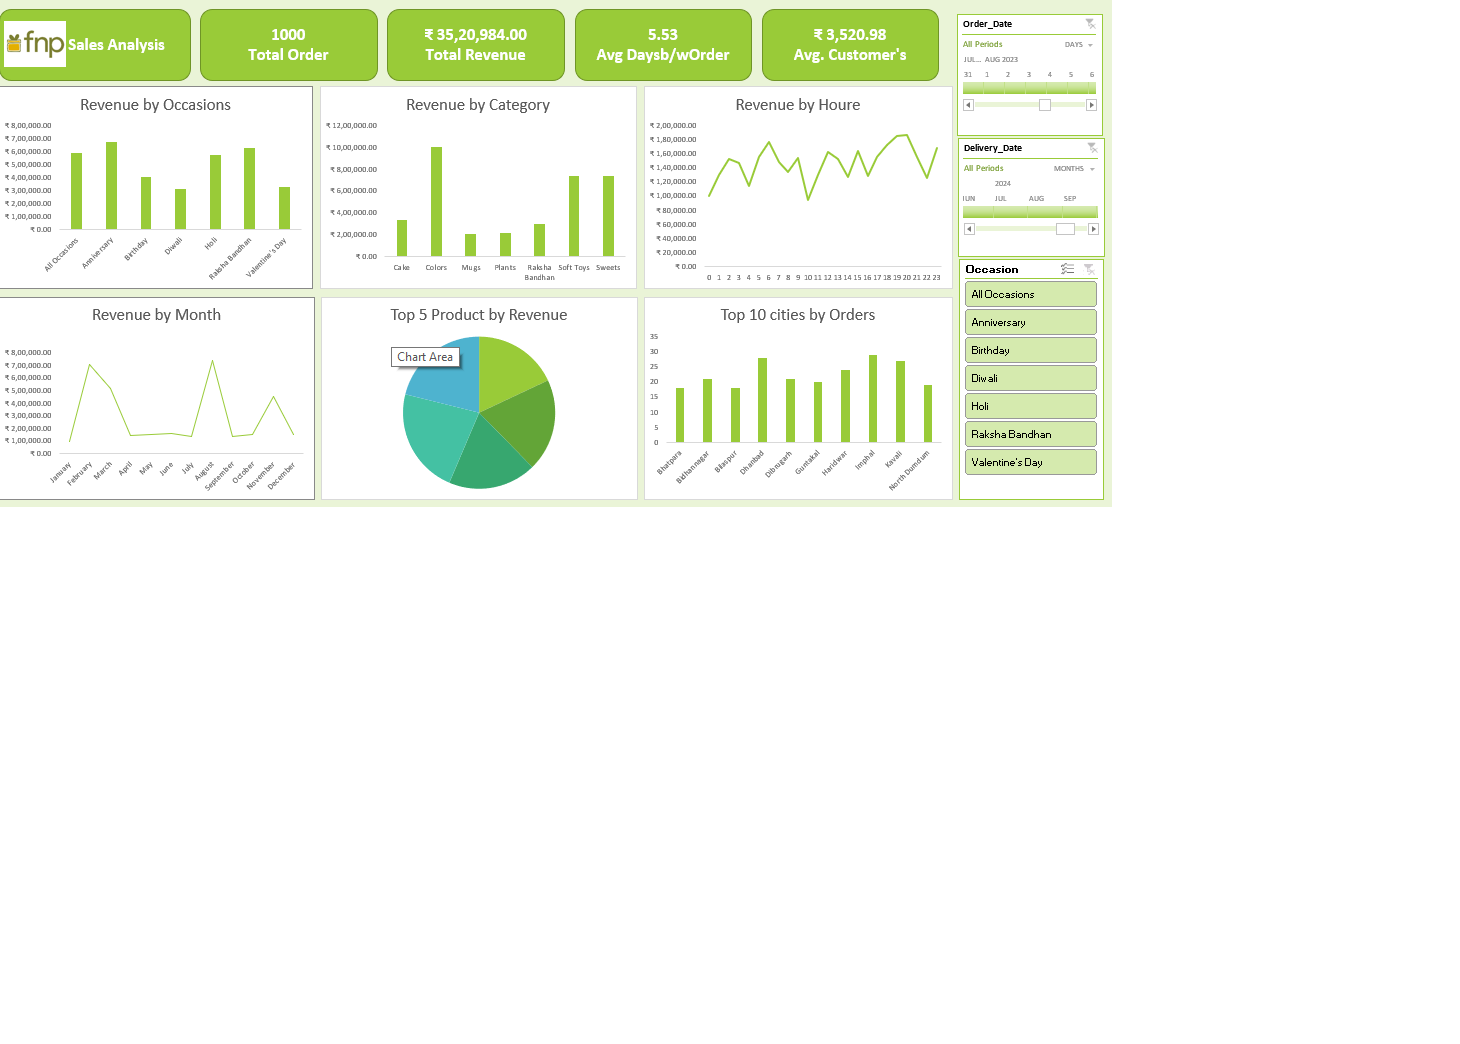 fnp Sales Analysis
1000
Total Order
₹ 35,20,984.00
Total Revenue
5.53
Avg Daysb/wOrder
₹ 3,520.98
Avg. Customer's
Order_Date
All Periods
DAYS
JUL... AUG 2023
31 1 2 3 4 5 6
Revenue by Occasions
₹ 8,00,000.00
₹ 7,00,000.00
₹ 6,00,000.00
₹ 5,00,000.00
₹ 4,00,000.00
₹ 3,00,000.00
₹ 2,00,000.00
₹ 1,00,000.00
₹ 0.00
All Occasions
Anniversary
Birthday
Diwali
Holi
Raksha Bandhan
Valentine's Day
Revenue by Category
₹ 12,00,000.00
₹ 10,00,000.00
₹ 8,00,000.00
₹ 6,00,000.00
₹ 4,00,000.00
₹ 2,00,000.00
₹ 0.00
Cake Colors Mugs Plants Raksha Bandhan Soft Toys Sweets
Revenue by Houre
₹ 2,00,000.00
₹ 1,80,000.00
₹ 1,60,000.00
₹ 1,40,000.00
₹ 1,20,000.00
₹ 1,00,000.00
₹ 80,000.00
₹ 60,000.00
₹ 40,000.00
₹ 20,000.00
₹ 0.00
0 1 2 3 4 5 6 7 8 9 10 11 12 13 14 15 16 17 18 19 20 21 22 23
Delivery_Date
All Periods
MONTHS
2024
IUN JUL AUG SEP
Occasion
All Occasions
Anniversary
Birthday
Diwali
Holi
Raksha Bandhan
Valentine's Day
Revenue by Month
₹ 8,00,000.00
₹ 7,00,000.00
₹ 6,00,000.00
₹ 5,00,000.00
₹ 4,00,000.00
₹ 3,00,000.00
₹ 2,00,000.00
₹ 1,00,000.00
₹ 0.00
January
February
March
April
May
June
July
August
September
October
November
December
Top 5 Product by Revenue
Chart Area
Top 10 cities by Orders
35
30
25
20
15
10
5
0
Bhatpara
Bidhannagar
Bilaspur
Dhanbad
Dibrugarh
Guntakal
Haridwar
Imphal
Kavali
North Dumdum